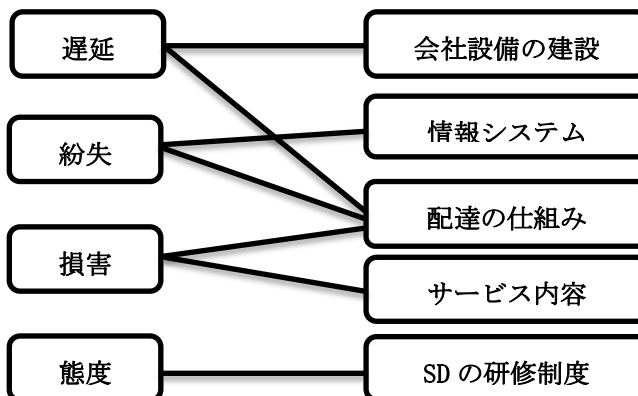 遅延
会社設備の建設
紛失
情報システム
配達の仕組み
損害
サービス内容
態度
SDの研修制度